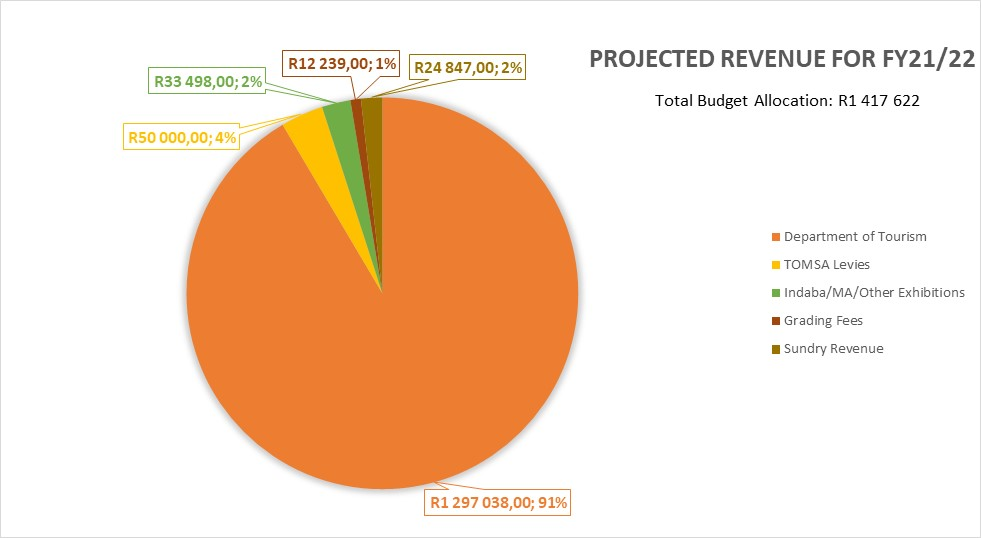 PROJECTED REVENUE FOR FY21/22
Total Budget Allocation: R1 417 622
R12 239,00; 1%
R24 847,00; 2%
R33 498,00; 2%
R50 000,00; 4%
R1 297 038,00; 91%
Department of Tourism
TOMSA Levies
Indaba/MA/Other Exhibitions
Grading Fees
Sundry Revenue